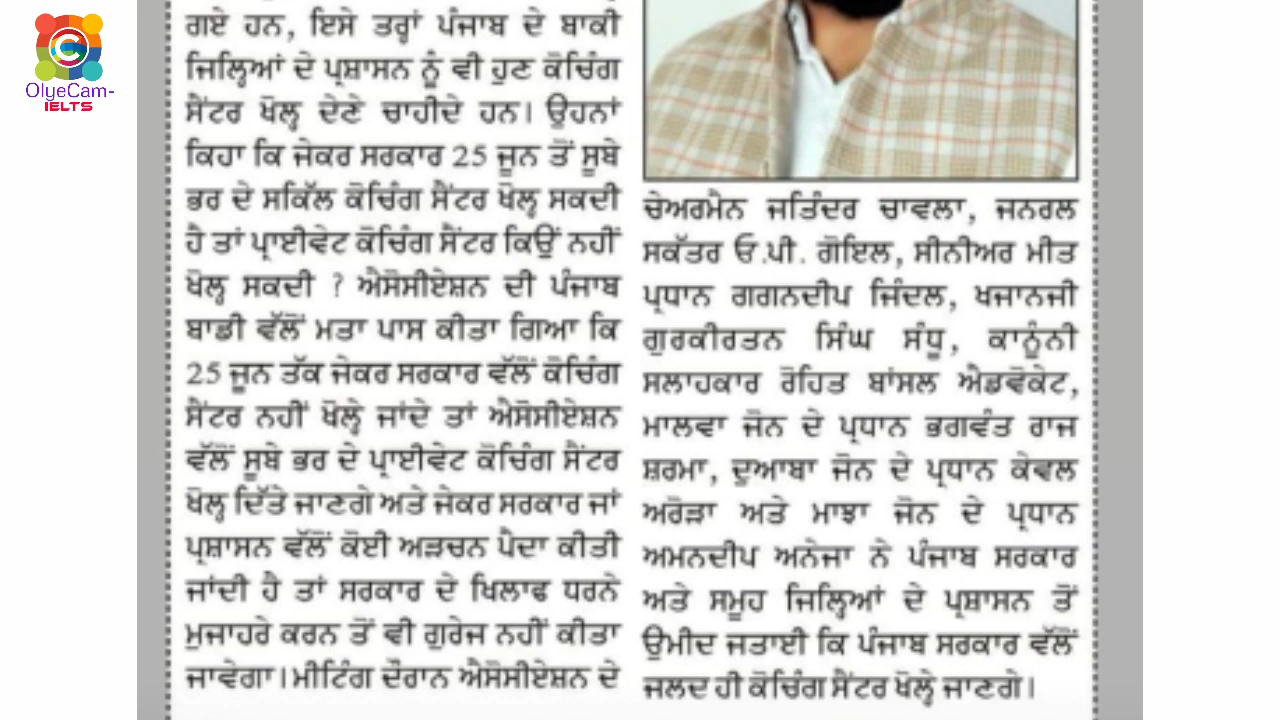 OlyeCam-
IELTS
ਗਏ ਹਨ, ਇਸੇ ਤਰ੍ਹਾਂ ਪੰਜਾਬ ਦੇ ਬਾਕੀ
ਜਿਲ੍ਹਿਆਂ ਦੇ ਪ੍ਰਸ਼ਾਸਨ ਨੂੰ ਵੀ ਹੁਣ ਕੋਚਿੰਗ
ਸੈਂਟਰ ਖੋਲ੍ਹ ਦੇਣੇ ਚਾਹੀਦੇ ਹਨ। ਉਹਨਾਂ
ਕਿਹਾ ਕਿ ਜੇਕਰ ਸਰਕਾਰ 25 ਜੂਨ ਤੋਂ ਸੂਬੇ
ਭਰ ਦੇ ਸਕਿੱਲ ਕੋਚਿੰਗ ਸੈਂਟਰ ਖੋਲ੍ਹ ਸਕਦੀ
ਹੈ ਤਾਂ ਪ੍ਰਾਈਵੇਟ ਕੋਚਿੰਗ ਸੈਂਟਰ ਕਿਉਂ ਨਹੀਂ
ਖੋਲ੍ਹ ਸਕਦੀ ? ਐਸੋਸੀਏਸ਼ਨ ਦੀ ਪੰਜਾਬ
ਬਾਡੀ ਵੱਲੋਂ ਮਤਾ ਪਾਸ ਕੀਤਾ ਗਿਆ ਕਿ
25 ਜੂਨ ਤੱਕ ਜੇਕਰ ਸਰਕਾਰ ਵੱਲੋਂ ਕੋਚਿੰਗ
ਸੈਂਟਰ ਨਹੀਂ ਖੋਲ੍ਹੇ ਜਾਂਦੇ ਤਾਂ ਐਸੋਸੀਏਸ਼ਨ
ਵੱਲੋਂ ਸੂਬੇ ਭਰ ਦੇ ਪ੍ਰਾਈਵੇਟ ਕੋਚਿੰਗ ਸੈਂਟਰ
ਖੋਲ੍ਹ ਦਿੱਤੇ ਜਾਣਗੇ ਅਤੇ ਜੇਕਰ ਸਰਕਾਰ ਜਾਂ
ਪ੍ਰਸ਼ਾਸਨ ਵੱਲੋਂ ਕੋਈ ਅੜਚਨ ਪੈਦਾ ਕੀਤੀ
ਜਾਂਦੀ ਹੈ ਤਾਂ ਸਰਕਾਰ ਦੇ ਖਿਲਾਫ ਧਰਨੇ
ਮੁਜਾਹਰੇ ਕਰਨ ਤੋਂ ਵੀ ਗੁਰੇਜ ਨਹੀਂ ਕੀਤਾ
ਜਾਵੇਗਾ। ਮੀਟਿੰਗ ਦੌਰਾਨ ਐਸੋਸੀਏਸ਼ਨ ਦੇ
ਚੇਅਰਮੈਨ ਜਤਿੰਦਰ ਚਾਵਲਾ, ਜਨਰਲ
ਸਕੱਤਰ ਓ.ਪੀ. ਗੋਇਲ, ਸੀਨੀਅਰ ਮੀਤ
ਪ੍ਰਧਾਨ ਗਗਨਦੀਪ ਜਿੰਦਲ, ਖਜਾਨਜੀ
ਗੁਰਕੀਰਤਨ ਸਿੰਘ ਸੰਧੂ, ਕਾਨੂੰਨੀ
ਸਲਾਹਕਾਰ ਰੋਹਿਤ ਬਾਂਸਲ ਐਡਵੋਕੇਟ,
ਮਾਲਵਾ ਜੋਨ ਦੇ ਪ੍ਰਧਾਨ ਭਗਵੰਤ ਰਾਜ
ਸ਼ਰਮਾ, ਦੁਆਬਾ ਜੋਨ ਦੇ ਪ੍ਰਧਾਨ ਕੇਵਲ
ਅਰੋੜਾ ਅਤੇ ਮਾਝਾ ਜੋਨ ਦੇ ਪ੍ਰਧਾਨ
ਅਮਨਦੀਪ ਅਨੇਜਾ ਨੇ ਪੰਜਾਬ ਸਰਕਾਰ
ਅਤੇ ਸਮੂਹ ਜਿਲ੍ਹਿਆਂ ਦੇ ਪ੍ਰਸ਼ਾਸਨ ਤੋਂ
ਉਮੀਦ ਜਤਾਈ ਕਿ ਪੰਜਾਬ ਸਰਕਾਰ ਵੱਲੋਂ
ਜਲਦ ਹੀ ਕੋਚਿੰਗ ਸੈਂਟਰ ਖੋਲ੍ਹੇ ਜਾਣਗੇ।